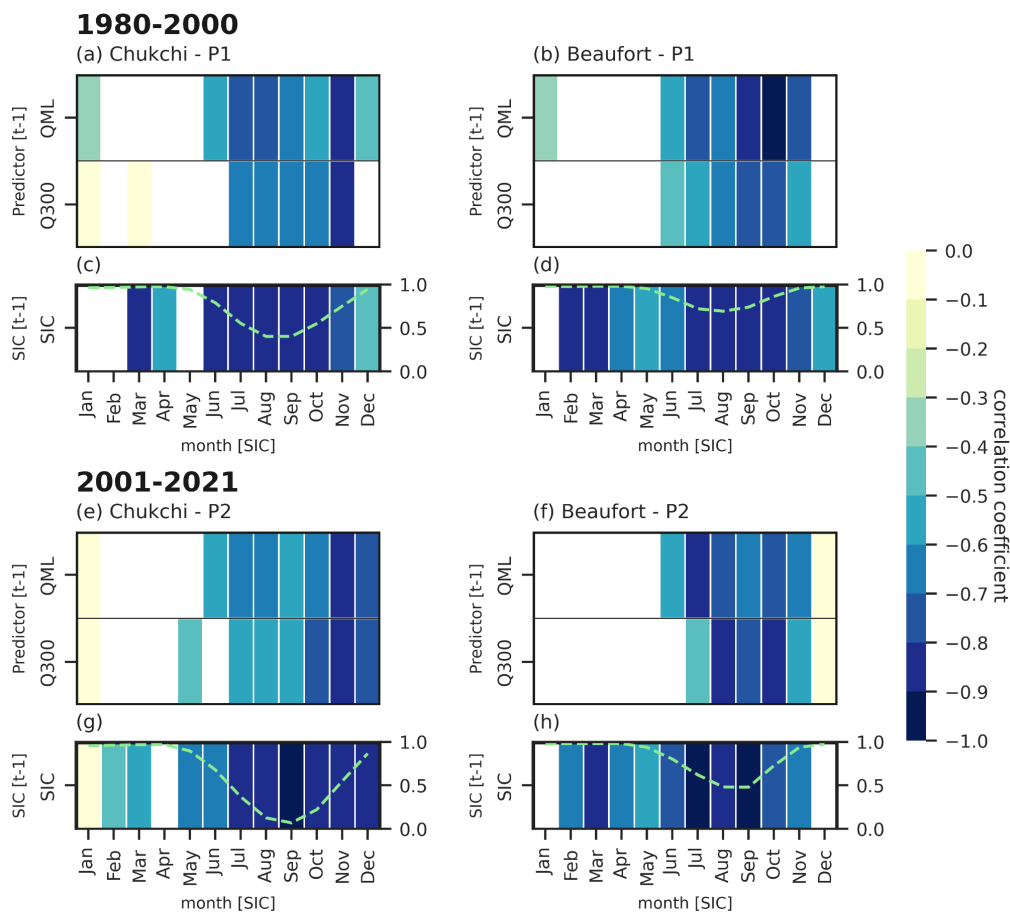 1980-2000
(a) Chukchi - P1
(b) Beaufort - P1
Predictor [t-1]
QML
Q300
Predictor [t-1]
QML
Q300
(c)
(d)
SIC [t-1]
SIC
1.0
0.5
0.0
SIC [t-1]
SIC
1.0
0.5
0.0
Jan Feb Mar Apr May Jun Jul Aug Sep Oct Nov Dec
Jan Feb Mar Apr May Jun Jul Aug Sep Oct Nov Dec
month [SIC]
month [SIC]
2001-2021
(e) Chukchi - P2
(f) Beaufort - P2
Predictor [t-1]
QML
Q300
Predictor [t-1]
QML
Q300
(g)
(h)
SIC [t-1]
SIC
1.0
0.5
0.0
SIC [t-1]
SIC
1.0
0.5
0.0
Jan Feb Mar Apr May Jun Jul Aug Sep Oct Nov Dec
Jan Feb Mar Apr May Jun Jul Aug Sep Oct Nov Dec
month [SIC]
month [SIC]
0.0
−0.1
−0.2
−0.3
−0.4
−0.5
−0.6
−0.7
−0.8
−0.9
−1.0
correlation coefficient